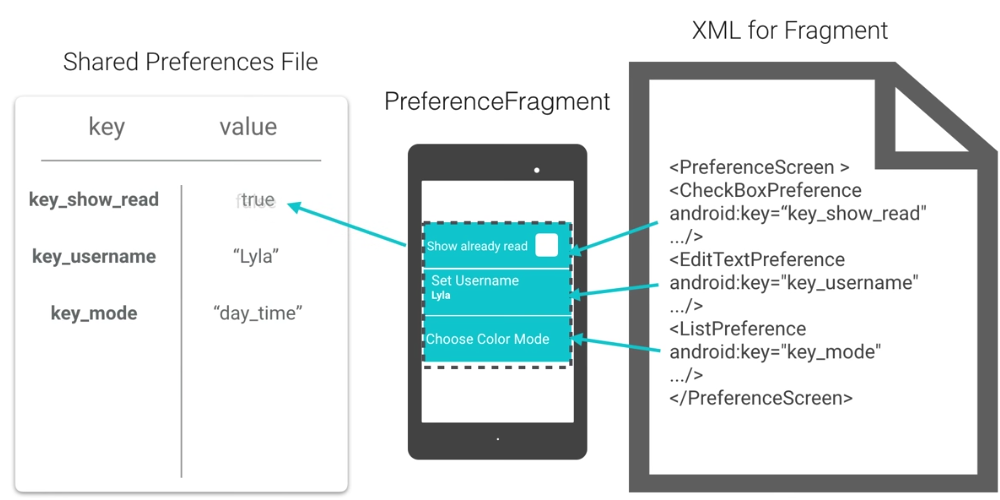 Shared Preferences File
key value
key_show_read true
key_username “Lyla”
key_mode “day_time”
PreferenceFragment
Show already read
Set Username
Lyla
Choose Color Mode
XML for Fragment
<PreferenceScreen >
<CheckBoxPreference
android:key=“key_show_read"
.../>
<EditTextPreference
android:key="key_username"
.../>
<ListPreference
android:key="key_mode"
.../>
</PreferenceScreen>